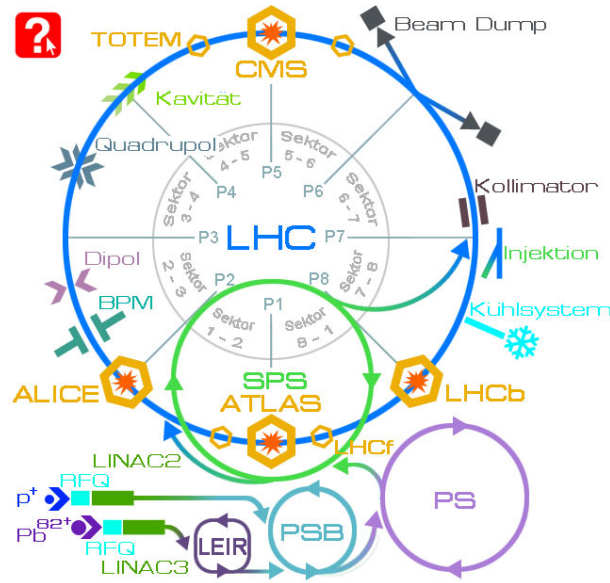 ?
TOTEM
CMS
Beam Dump
Kavität
Quadrupol
Sektor
4-5
Sektor
5-6
Sektor
3-4
Sektor
6-7
P5
P4
P6
Kollimator
P3
LHC
P7
Injektion
Dipol
Sektor
2-3
P2
P8
Sektor
7-8
BPM
P1
Kühlsystem
Sektor
1-2
Sektor
8-1
ALICE
SPS
ATLAS
LHCb
LHCf
LINAC2
RFQ
p+
PS
PSB
Pb82+
RFQ
LEIR
LINAC3